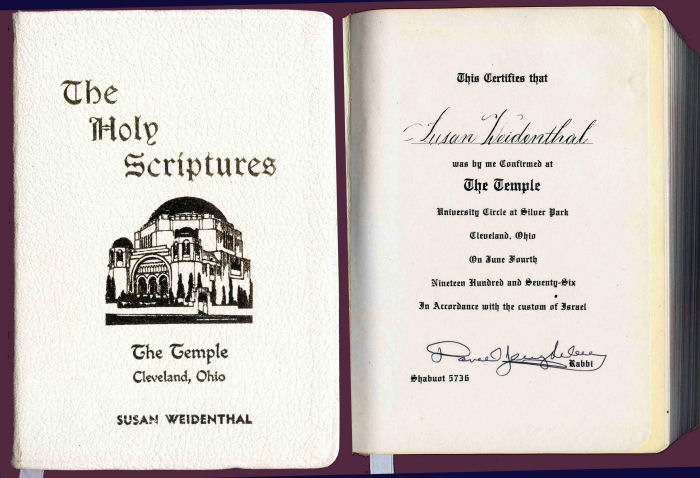 The
Holy
Scriptures
The Temple
Cleveland, Ohio
SUSAN WEIDENTHAL
This Certifies that
Susan Weidenthal
was by me Confirmed at
The Temple
University Circle at Silver Park
Cleveland, Ohio
On June Fourth
Nineteen Hundred and Seventy-Six
In Accordance with the custom of Israel
Rabbi
Shabuot 5736